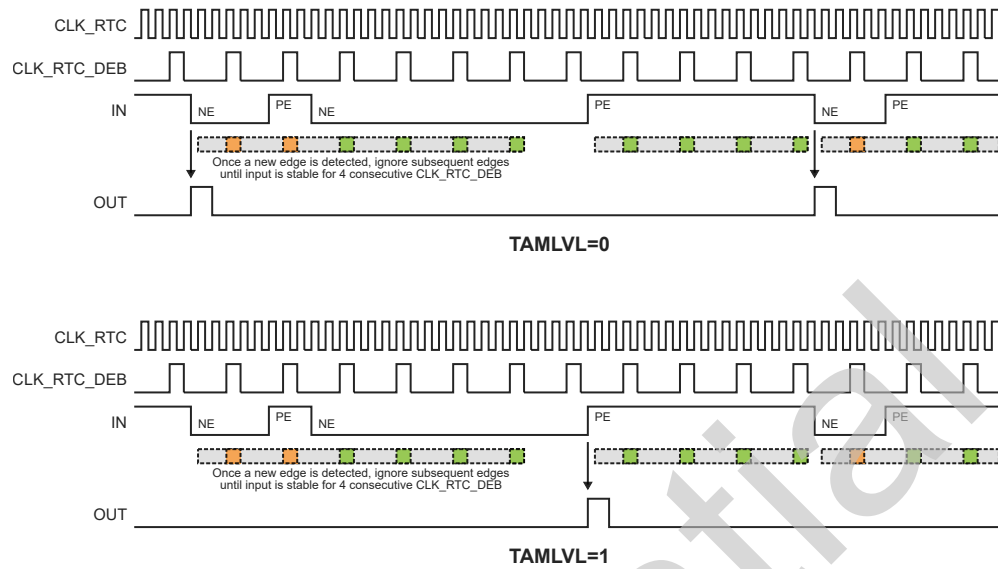 CLK_RTC
CLK_RTC_DEB
IN
NE
PE
NE
PE
NE
PE
Once a new edge is detected, ignore subsequent edges
until input is stable for 4 consecutive CLK_RTC_DEB
OUT
TAMLVL=0
CLK_RTC
CLK_RTC_DEB
IN
NE
PE
NE
PE
NE
PE
Once a new edge is detected, ignore subsequent edges
until input is stable for 4 consecutive CLK_RTC_DEB
OUT
TAMLVL=1
ntial